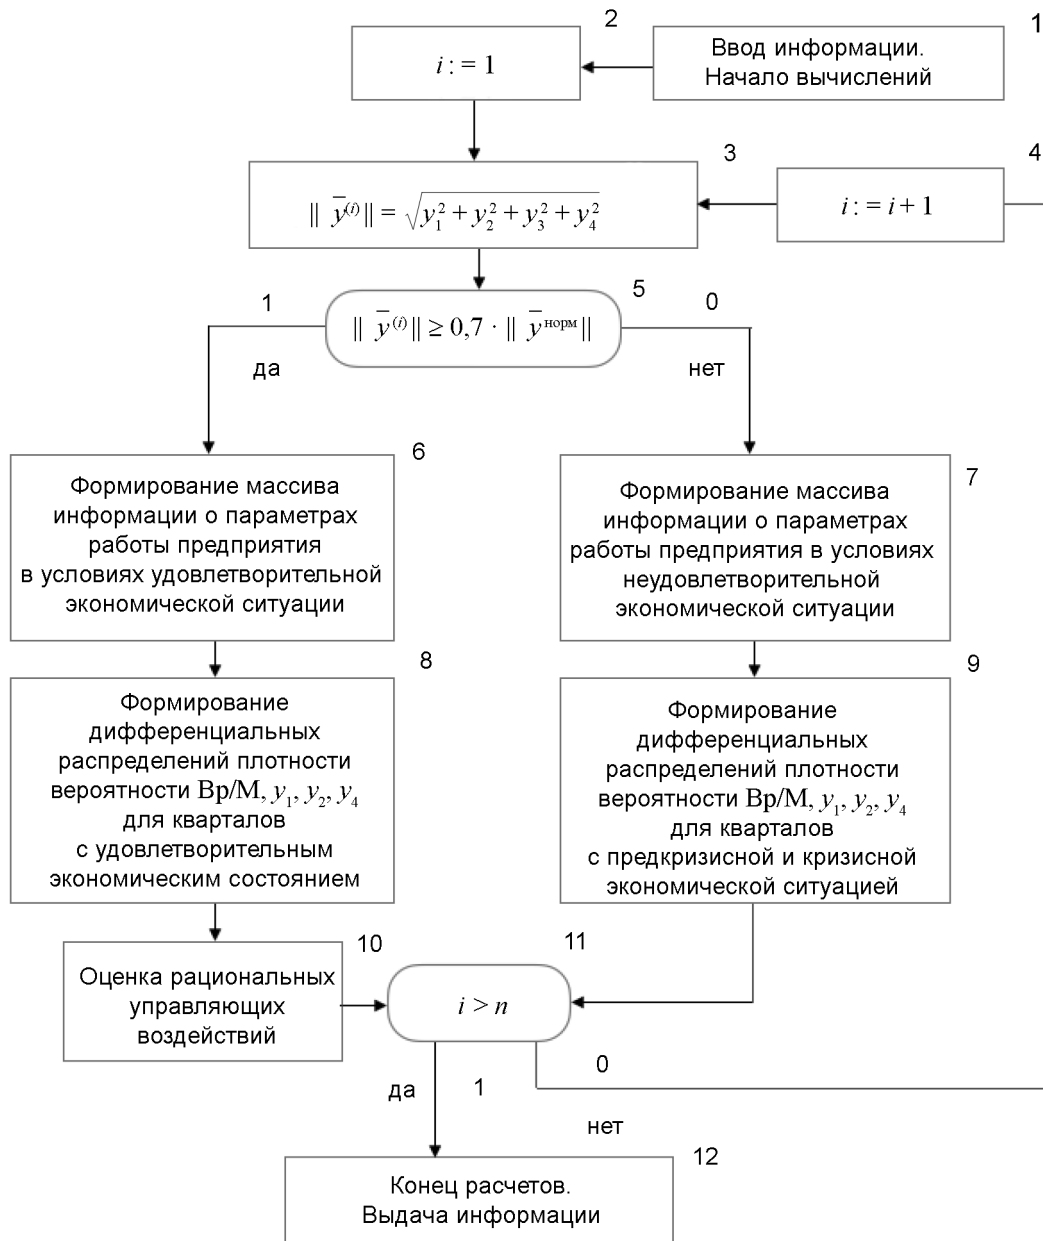 2
1
i := 1
Ввод информации.
Начало вычислений
3
4
|| y̅⁽ⁱ⁾ || = √(y₁² + y₂² + y₃² + y₄²)
i := i + 1
5
1
0
|| y̅⁽ⁱ⁾ || ≥ 0,7 · || y̅ⁿᵒᵖᵐ ||
да
нет
6
7
Формирование массива
информации о параметрах
работы предприятия
в условиях удовлетворительной
экономической ситуации
Формирование массива
информации о параметрах
работы предприятия в условиях
неудовлетворительной
экономической ситуации
8
9
Формирование
дифференциальных
распределений плотности
вероятности Вр/М, y₁, y₂, y₄
для кварталов
с удовлетворительным
экономическим состоянием
Формирование
дифференциальных
распределений плотности
вероятности Вр/М, y₁, y₂, y₄
для кварталов
с предкризисной и кризисной
экономической ситуацией
10
11
Оценка рациональных
управляющих
воздействий
i > n
да
1
0
нет
12
Конец расчетов.
Выдача информации